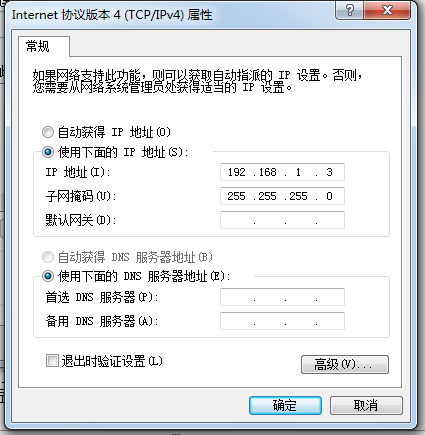 Internet 协议版本 4 (TCP/IPv4) 属性
常规
如果网络支持此功能，则可以获取自动指派的 IP 设置。否则，
您需要从网络系统管理员处获得适当的 IP 设置。
自动获得 IP 地址(O)
使用下面的 IP 地址(S):
IP 地址(I): 192 .168 . 1 . 3
子网掩码(U): 255 .255 .255 . 0
默认网关(D): . . .
自动获得 DNS 服务器地址(B)
使用下面的 DNS 服务器地址(E):
首选 DNS 服务器(P): . . .
备用 DNS 服务器(A): . . .
退出时验证设置(L)
高级(V)...
确定 取消